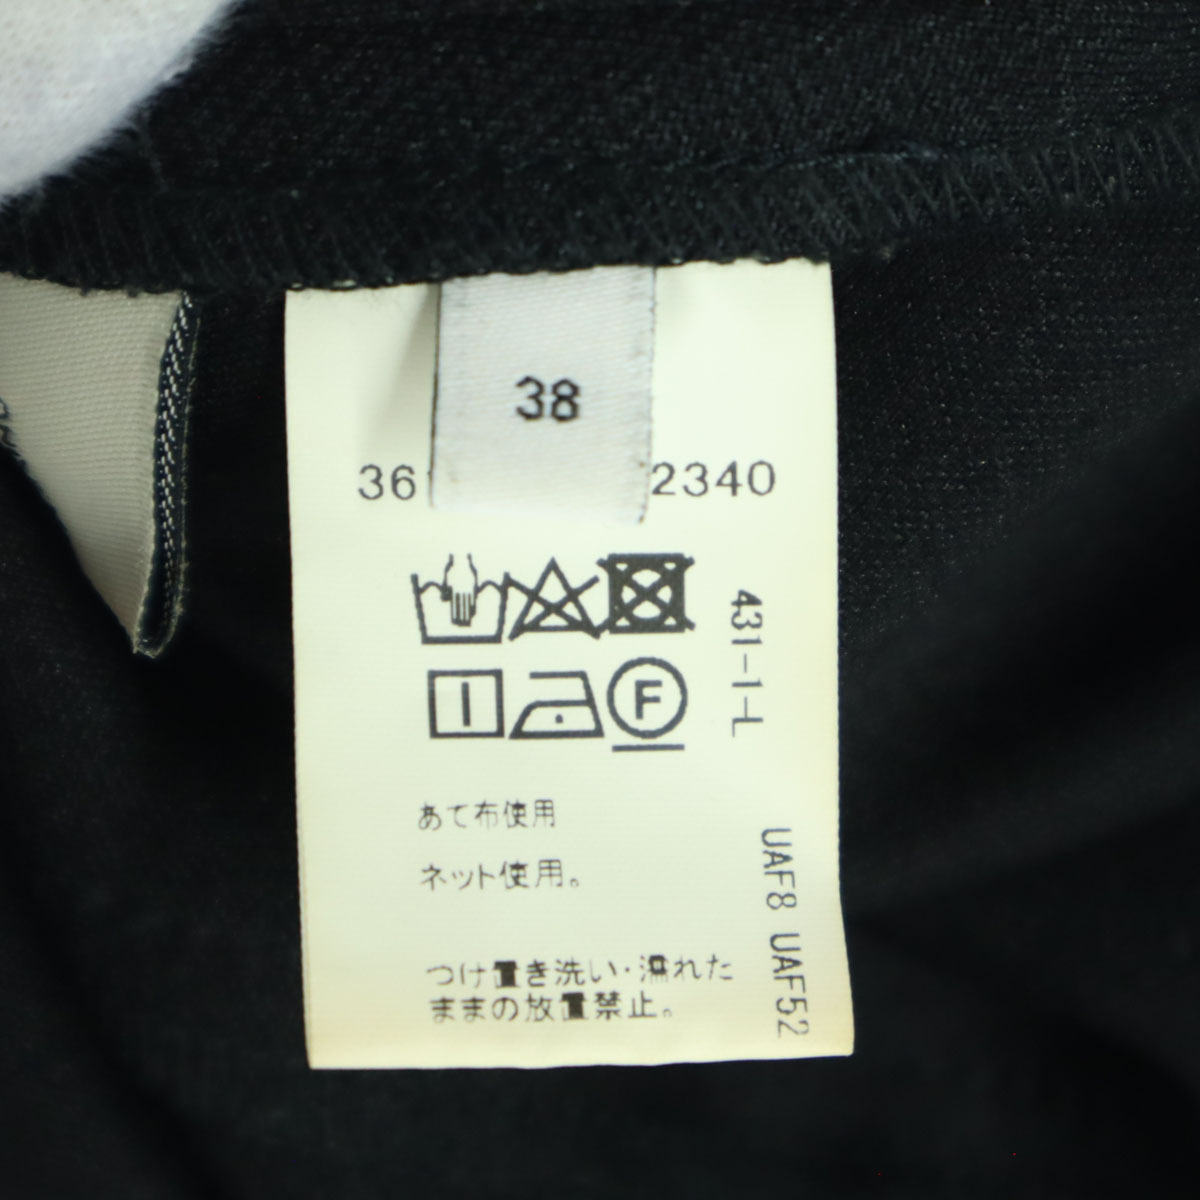 38
36 2340
F
431-1-L
あて布使用
ネット使用。
UAF8 UAF52
つけ置き洗い・濡れた
ままの放置禁止。